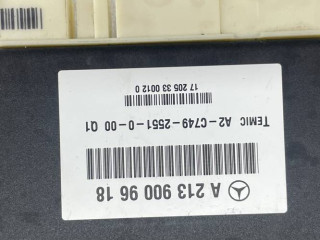 A 213 900 96 18
TEMIC A2-C749-2551-0-00 Q1
17 205 33 0012 0